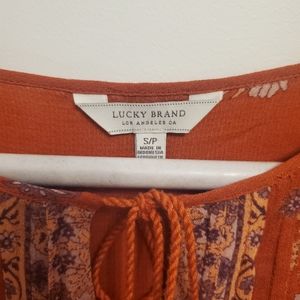 LUCKY BRAND
LOS ANGELES CA
S/P
MADE IN
INDONESIA